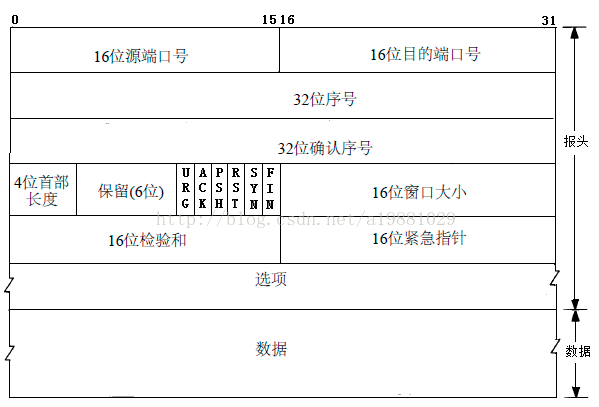 0 15 16 31
16位源端口号 16位目的端口号
32位序号
32位确认序号
4位首部长度 保留(6位) URG ACK PSH RST SYN FIN 16位窗口大小
http://blog.csdn.net/a19881029
16位检验和 16位紧急指针
选项
数据
报头
数据